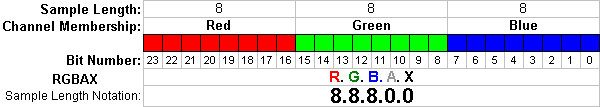 Sample Length: 8 8 8
Channel Membership: Red Green Blue
Bit Number: 23 22 21 20 19 18 17 16 15 14 13 12 11 10 9 8 7 6 5 4 3 2 1 0
RGBAX R. G. B. A. X
Sample Length Notation: 8.8.8.0.0